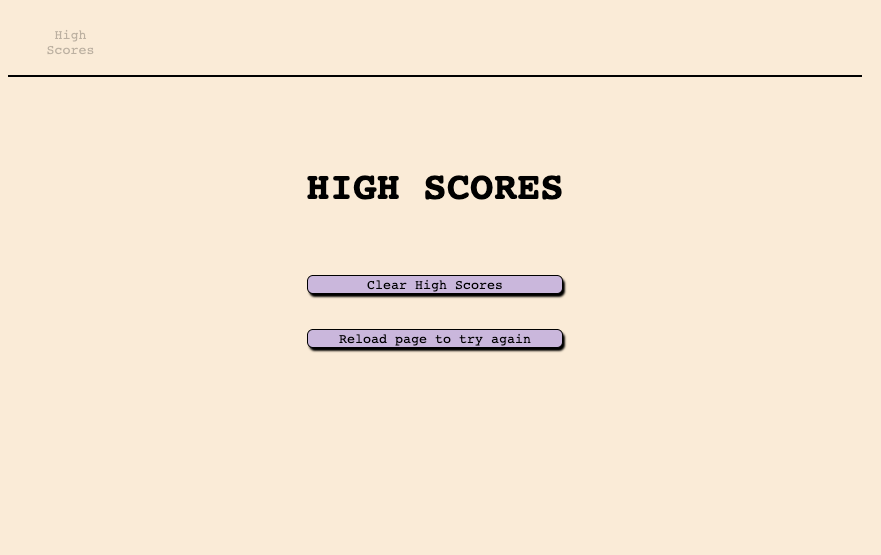 High
Scores
HIGH SCORES
Clear High Scores
Reload page to try again